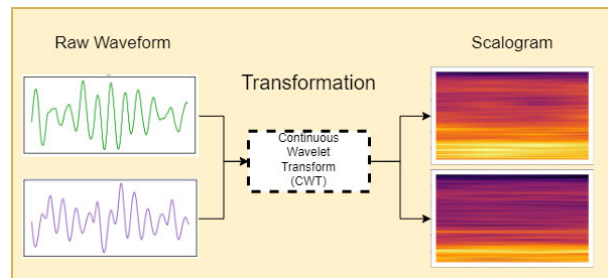 Raw Waveform
Transformation
Scalogram
Continuous
Wavelet
Transform
(CWT)